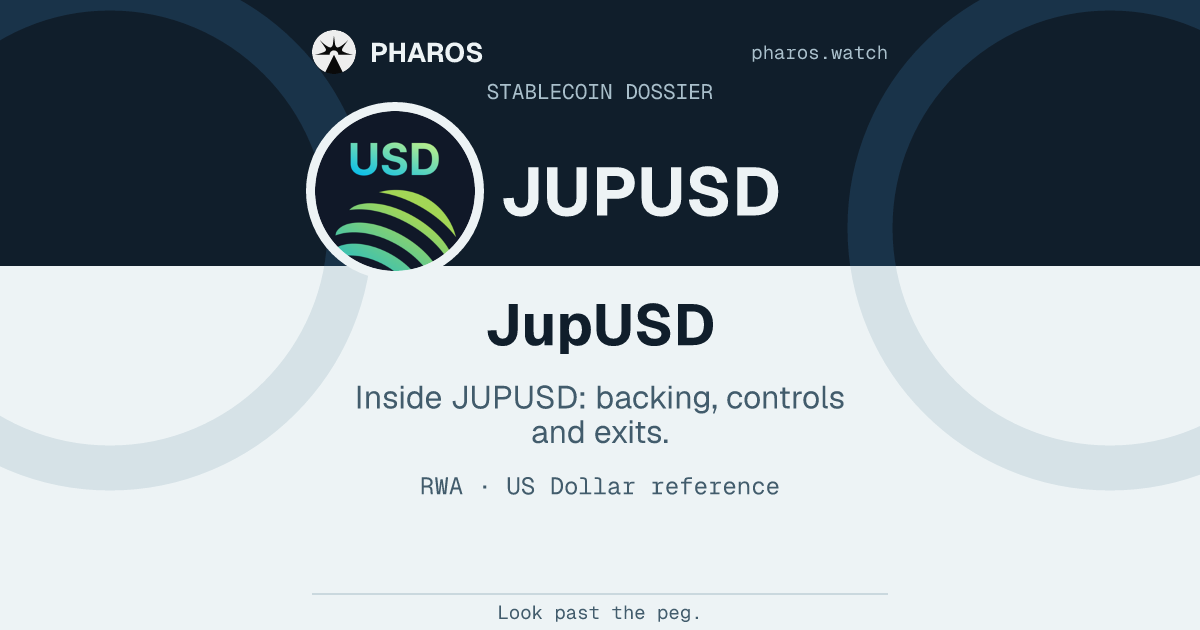 PHAROS
pharos.watch
STABLECOIN DOSSIER
USD
JUPUSD
JupUSD
Inside JUPUSD: backing, controls
and exits.
RWA · US Dollar reference
Look past the peg.